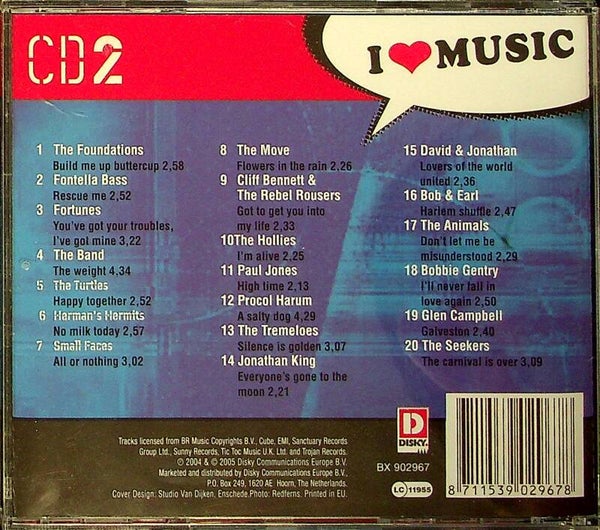 CD2
I ♥ MUSIC
1 The Foundations
Build me up buttercup 2,58
2 Fontella Bass
Rescue me 2,52
3 Fortunes
You've got your troubles,
I've got mine 3,22
4 The Band
The weight 4,34
5 The Turtles
Happy together 2,52
6 Herman's Hermits
No milk today 2,57
7 Small Faces
All or nothing 3,02
8 The Move
Flowers in the rain 2,26
9 Cliff Bennett &
The Rebel Rousers
Got to get you into
my life 2,33
10 The Hollies
I'm alive 2,25
11 Paul Jones
High time 2,13
12 Procol Harum
A salty dog 4,29
13 The Tremeloes
Silence is golden 3,07
14 Jonathan King
Everyone's gone to the
moon 2,21
15 David & Jonathan
Lovers of the world
united 2,36
16 Bob & Earl
Harlem shuffle 2,47
17 The Animals
Don't let me be
misunderstood 2,29
18 Bobbie Gentry
I'll never fall in
love again 2,50
19 Glen Campbell
Galveston 2,40
20 The Seekers
The carnival is over 3,09
Tracks licensed from BR Music Copyrights B.V., Cube, EMI, Sanctuary Records
Group Ltd., Sunny Records, Tic Toc Music U.K. Ltd. and Trojan Records.
℗ 2004 & © 2005 Disky Communications Europe B.V.
Marketed and distributed by Disky Communications Europe B.V.,
P.O. Box 249, 1620 AE Hoorn, The Netherlands.
Cover Design: Studio Van Dijken, Enschede.Photo: Redferns. Printed in EU.
D
DISKY
BX 902967
LC 11955
8 711539 029678